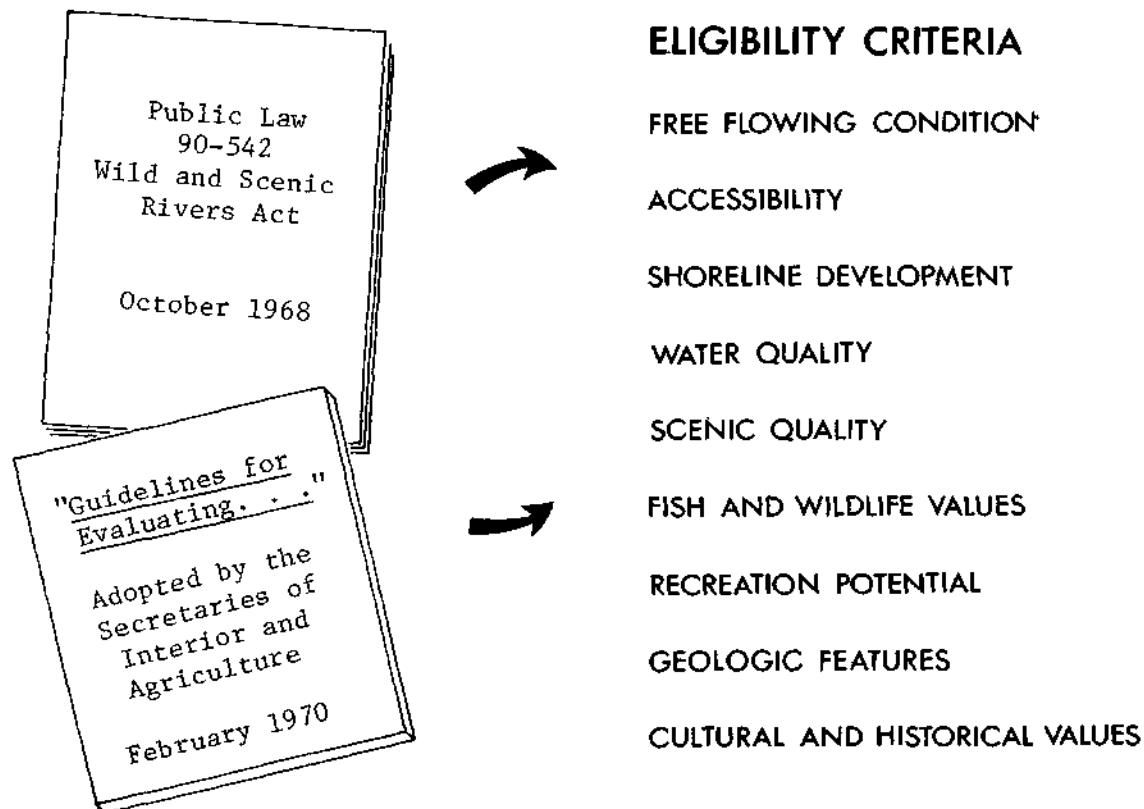 Public Law
90-542
Wild and Scenic
Rivers Act
October 1968
"Guidelines for
Evaluating. . ."
Adopted by the
Secretaries of
Interior and
Agriculture
February 1970
ELIGIBILITY CRITERIA
FREE FLOWING CONDITION
ACCESSIBILITY
SHORELINE DEVELOPMENT
WATER QUALITY
SCENIC QUALITY
FISH AND WILDLIFE VALUES
RECREATION POTENTIAL
GEOLOGIC FEATURES
CULTURAL AND HISTORICAL VALUES